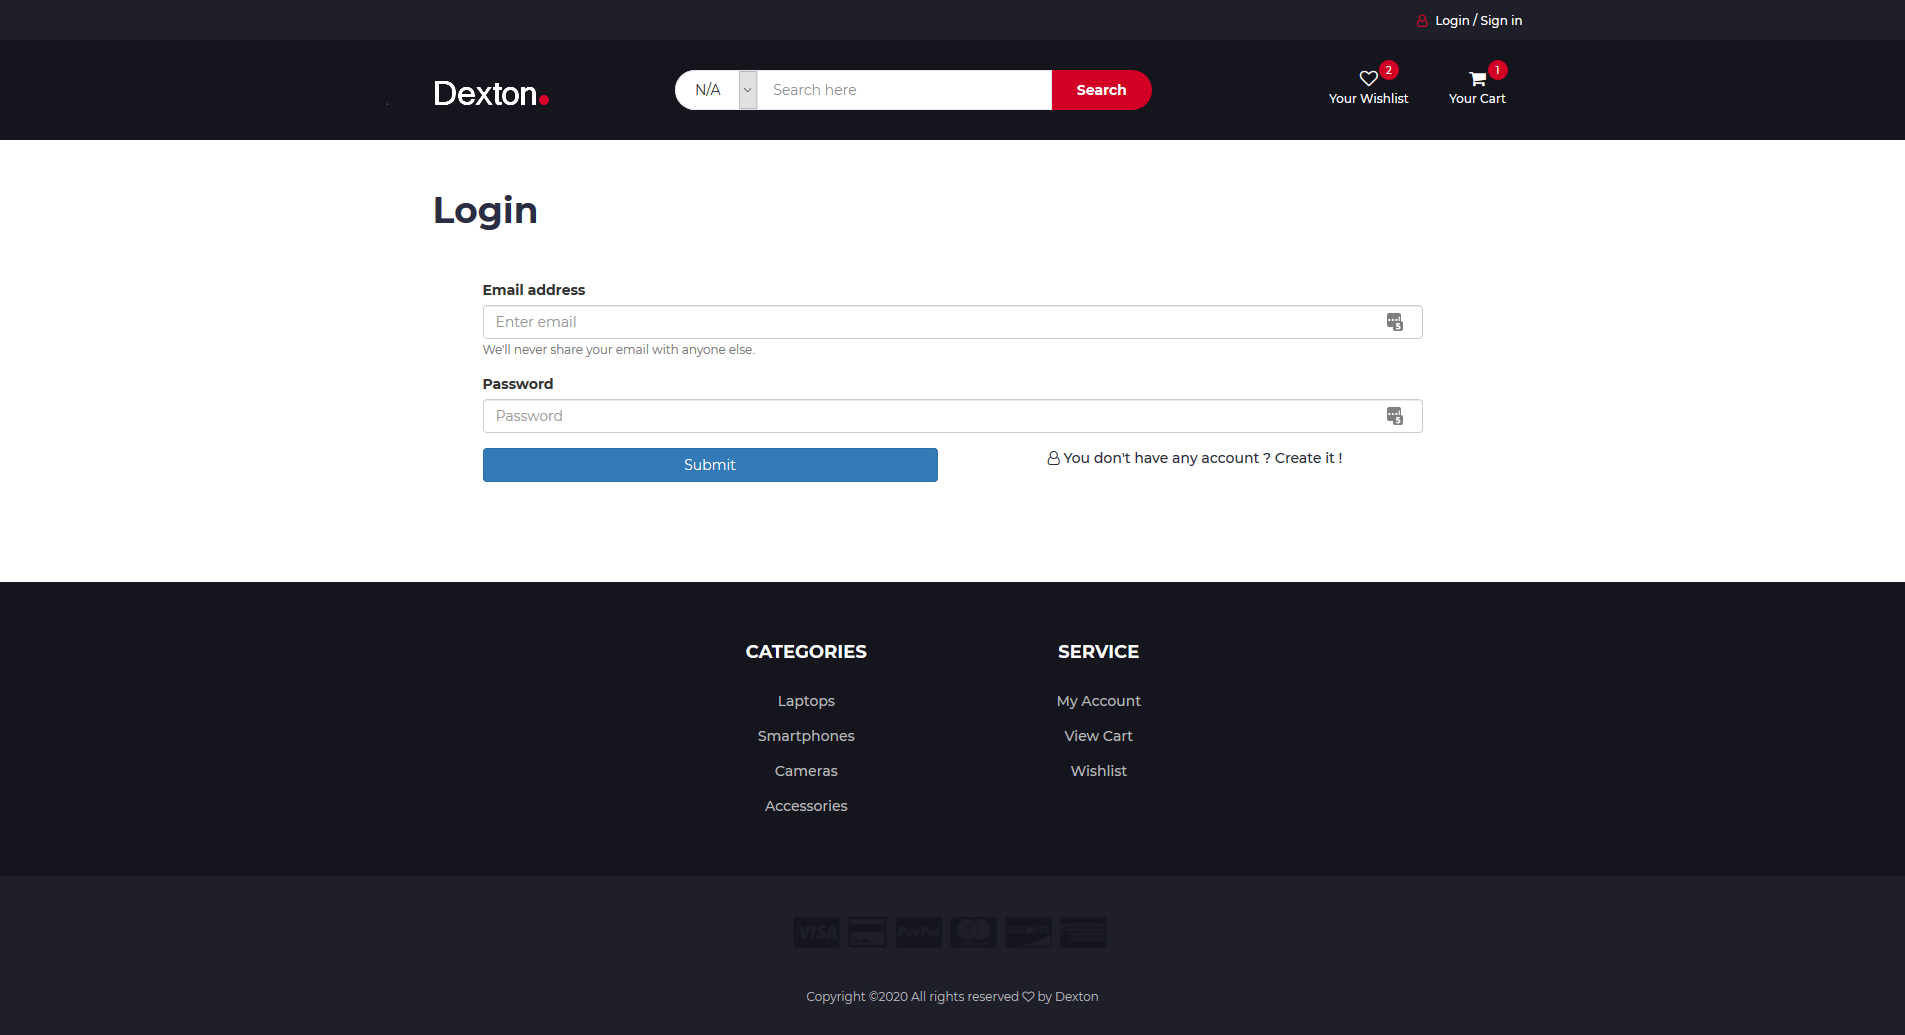 Login / Sign in
Dexton.
N/A
Search here
Search
2
Your Wishlist
1
Your Cart
Login
Email address
Enter email
5
We'll never share your email with anyone else.
Password
Password
5
Submit
You don't have any account ? Create it !
CATEGORIES
Laptops
Smartphones
Cameras
Accessories
SERVICE
My Account
View Cart
Wishlist
VISA
PayPal
DISCOVER
Copyright ©2020 All rights reserved ♡ by Dexton